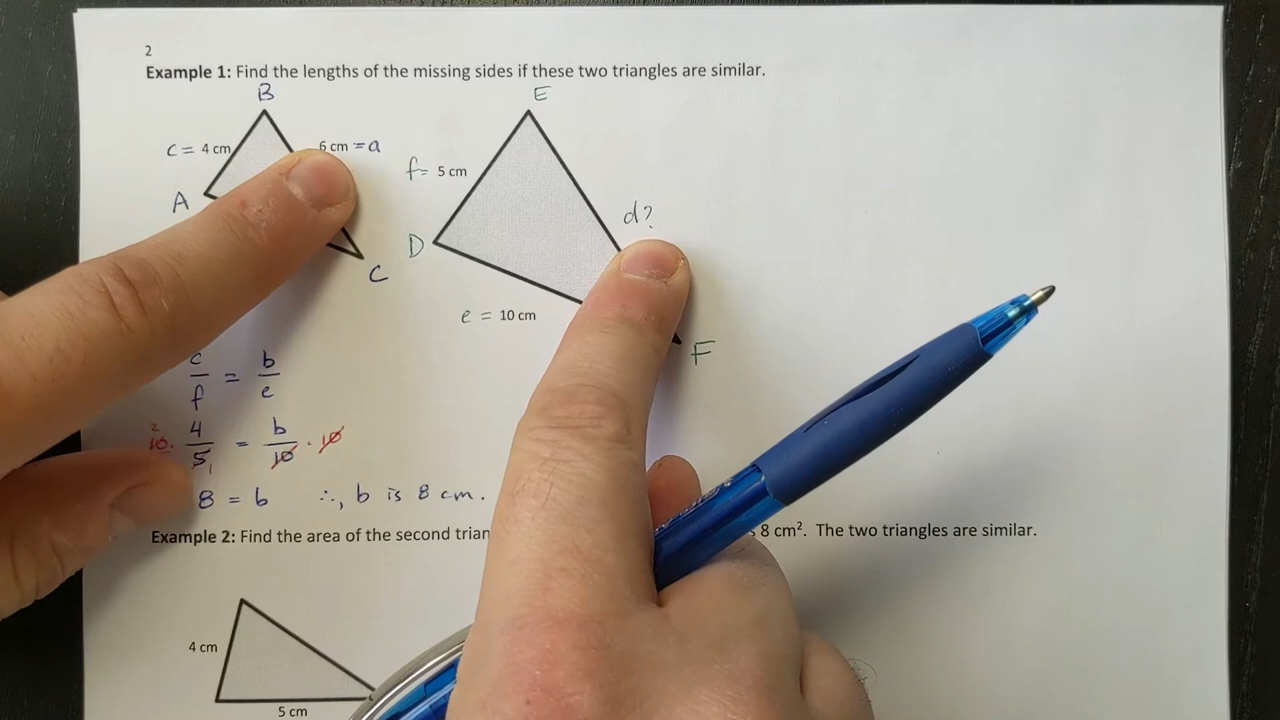 2
Example 1: Find the lengths of the missing sides if these two triangles are similar.
B
E
c = 4 cm
6 cm = a
f = 5 cm
A
d?
D
C
e = 10 cm
F
c/f = b/e
2
10 · 4/5 = b/10 · 10
1
8 = b ∴, b is 8 cm.
Example 2: Find the area of the second 8 cm². The two triangles are similar.
4 cm
5 cm